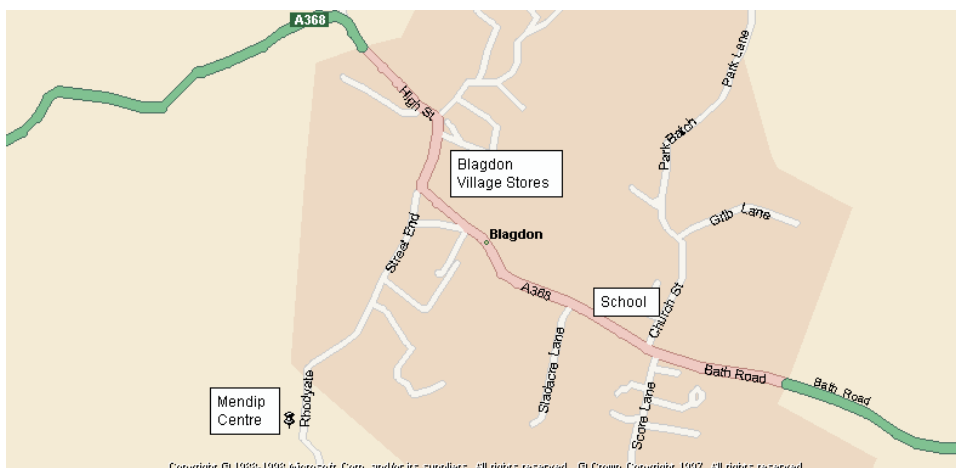 A368
High St
Park Lane
Park Batch
Blagdon
Village Stores
Blagdon
Street End
Gilb Lane
A368
School
Church St
Sladacre Lane
Bath Road
Bath Road
Mendip
Centre
Rhodyate
Score Lane